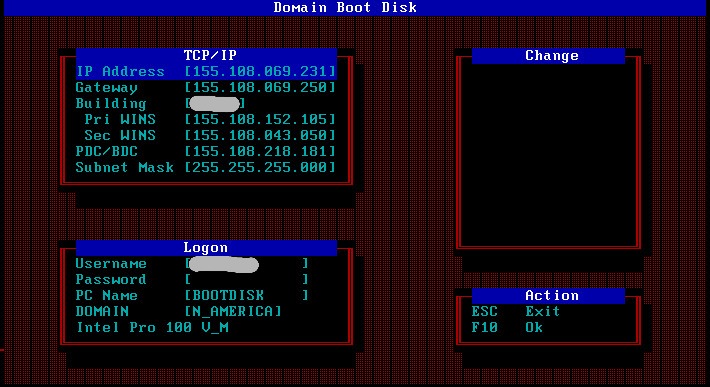 Domain Boot Disk
TCP/IP
IP Address [155.108.069.231]
Gateway [155.108.069.250]
Building [ ]
Pri WINS [155.108.152.105]
Sec WINS [155.108.043.050]
PDC/BDC [155.108.218.181]
Subnet Mask [255.255.255.000]
Logon
Username [ ]
Password [ ]
PC Name [BOOTDISK ]
DOMAIN [N_AMERICA]
Intel Pro 100 V_M
Change
Action
ESC Exit
F10 Ok